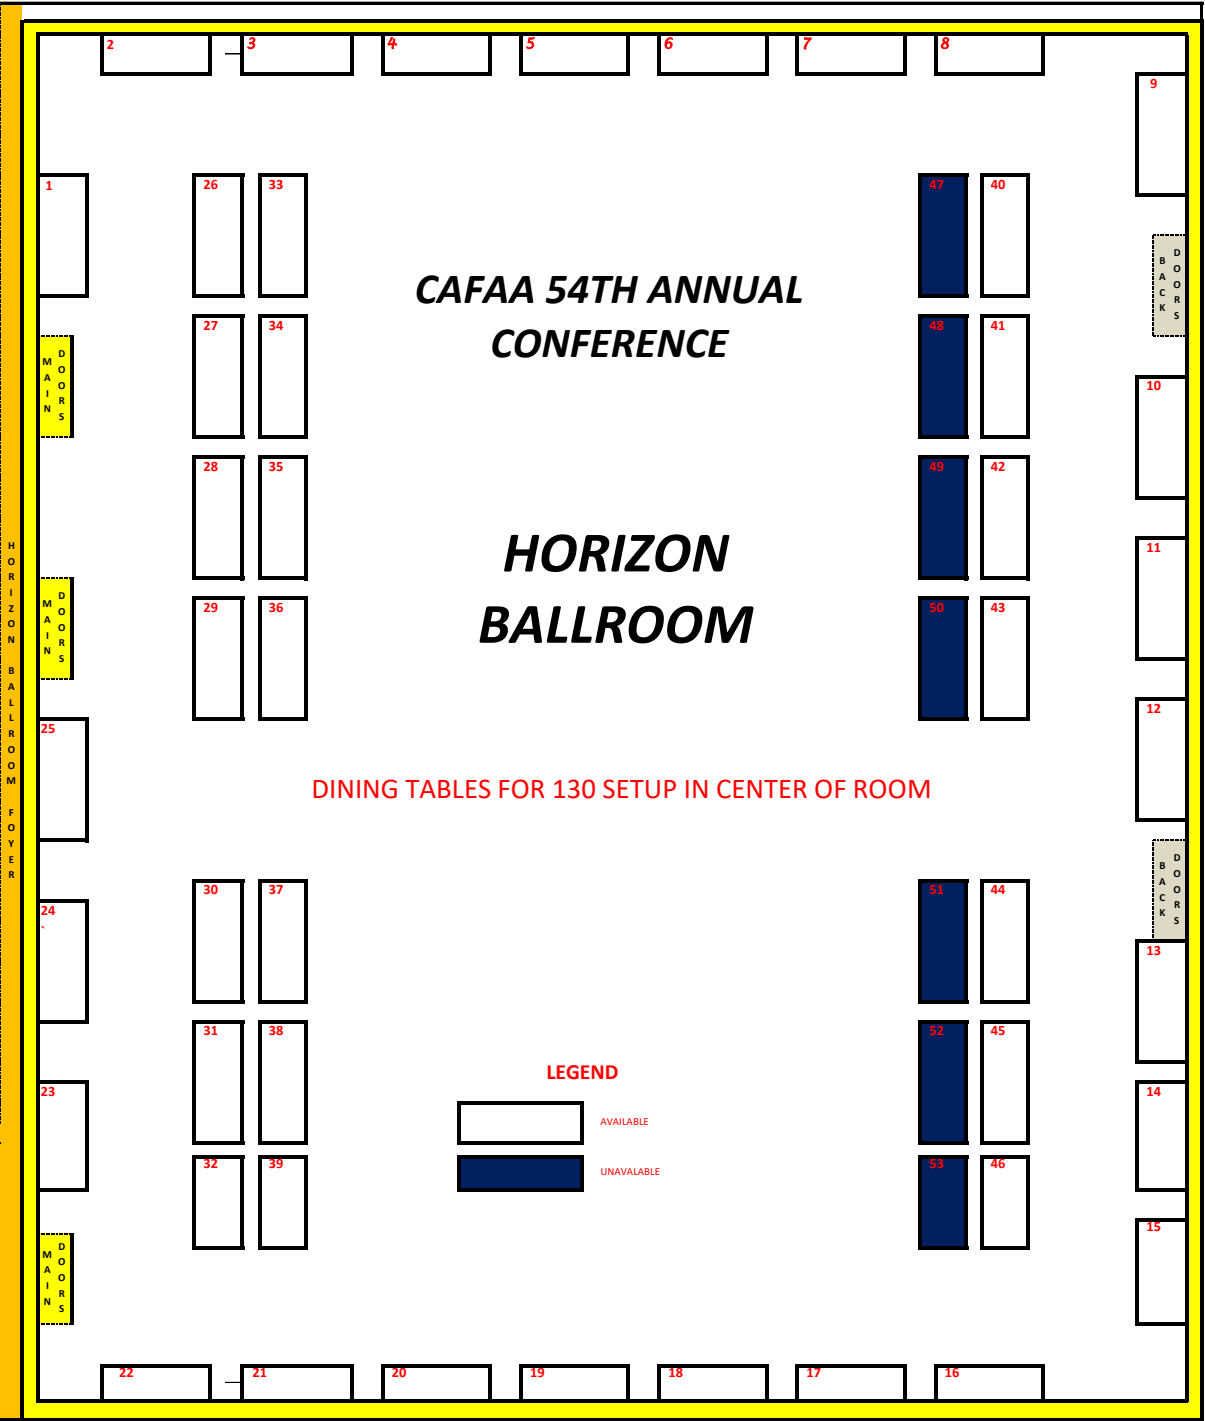 2
3
4
5
6
7
8
9
1
26
33
47
40
CAFAA 54TH ANNUAL
CONFERENCE
BACK
DOORS
27
34
48
41
MAIN
DOORS
10
28
35
49
42
HORIZON
BALLROOM
11
HORIZON BALLROOM FOYER
MAIN
DOORS
29
36
50
43
12
25
DINING TABLES FOR 130 SETUP IN CENTER OF ROOM
BACK
DOORS
30
37
51
44
24
`
13
31
38
52
45
LEGEND
23
14
AVAILABLE
32
39
53
46
UNAVALABLE
15
MAIN
DOORS
22
21
20
19
18
17
16